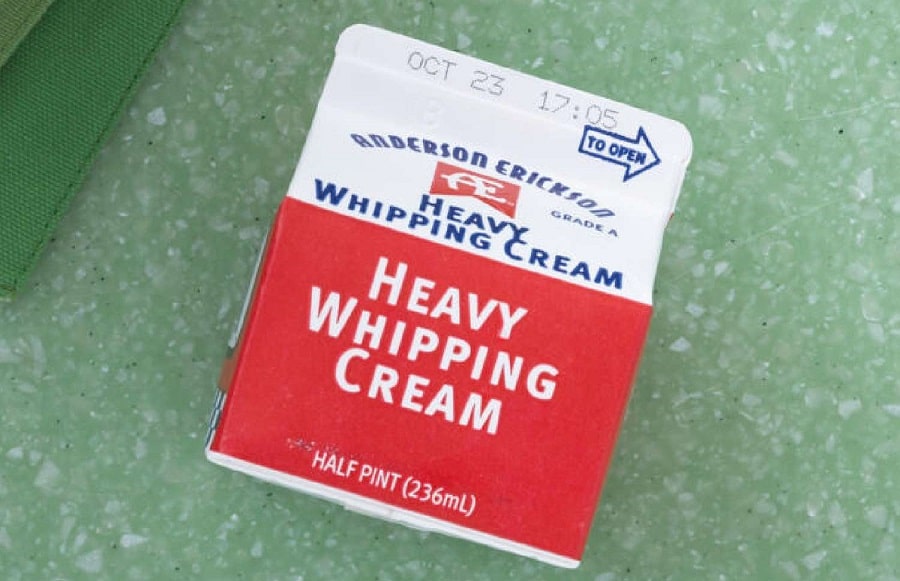 OCT 23 17:05
TO OPEN
ANDERSON ERICKSON
AE
GRADE A
HEAVY
WHIPPING CREAM
HEAVY
WHIPPING
CREAM
HALF PINT (236mL)